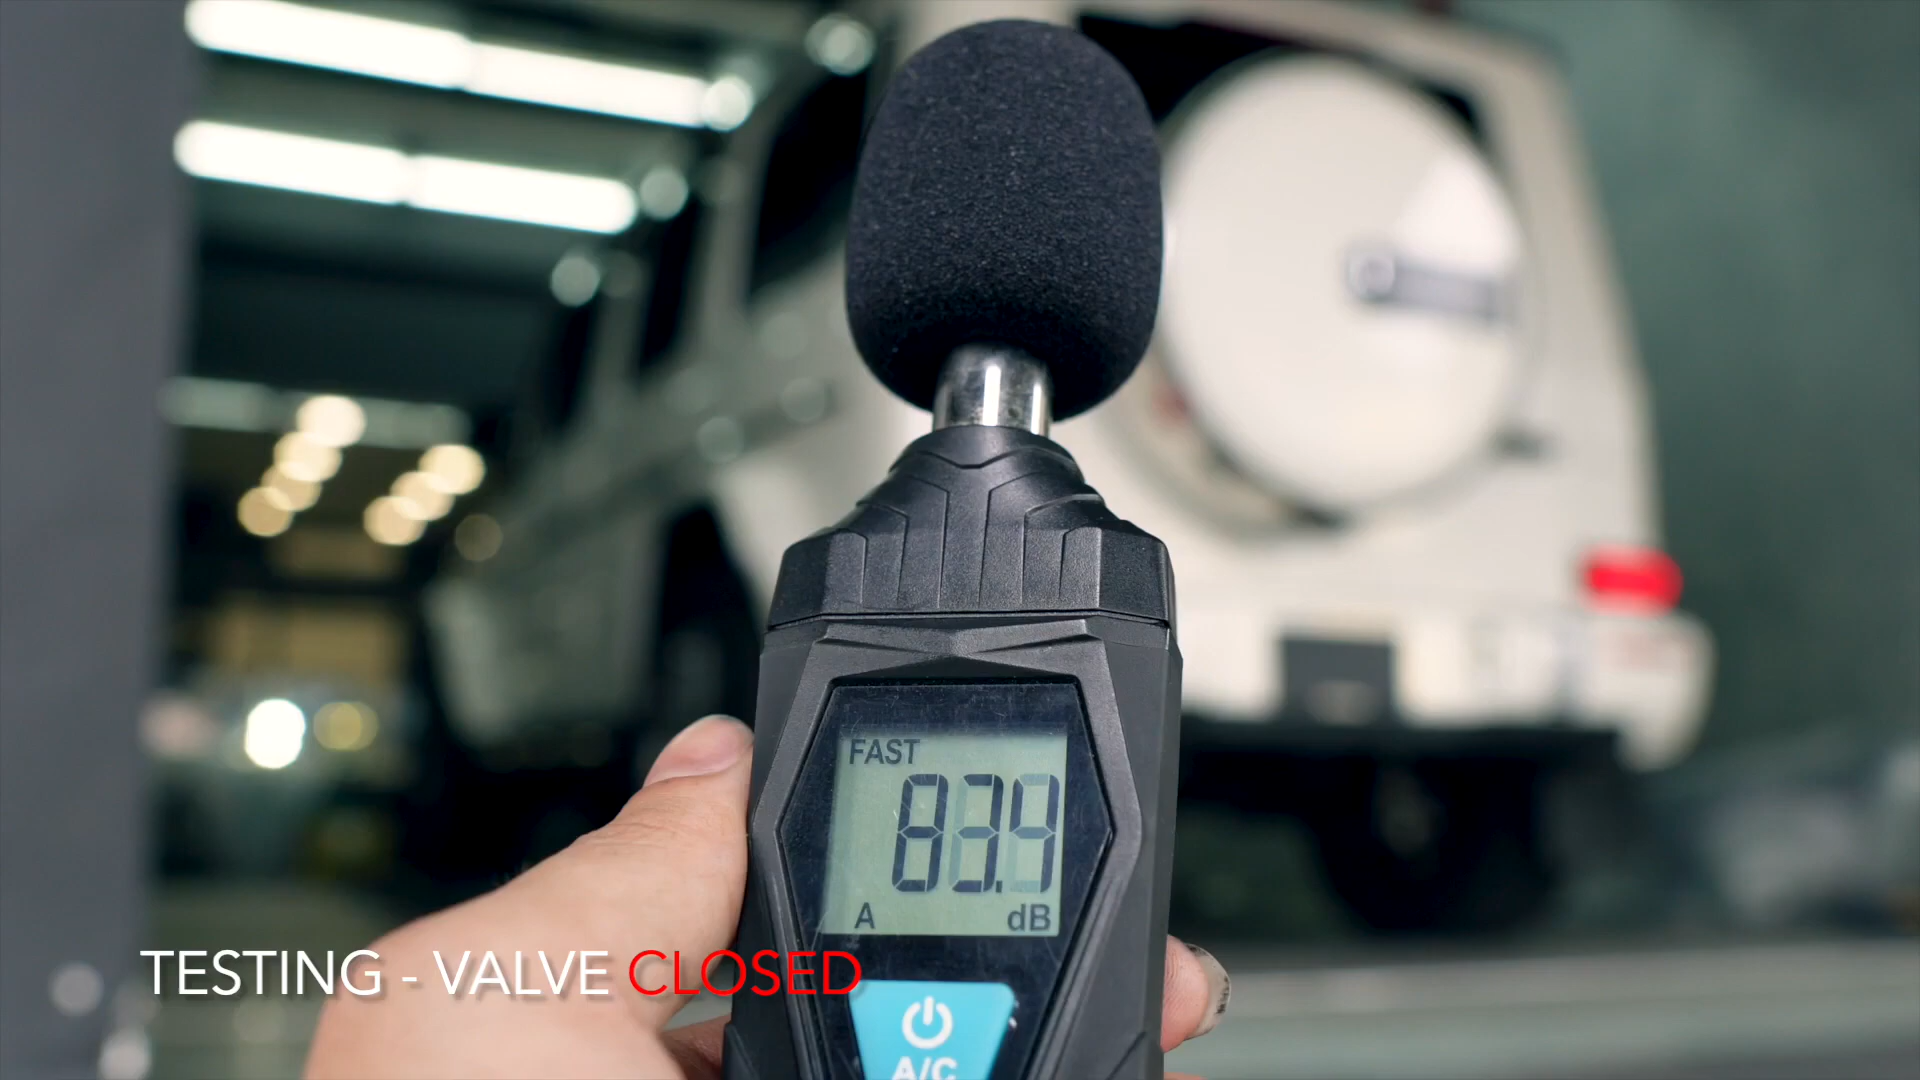 FAST
83.4
A dB
TESTING - VALVE CLOSED
A/C